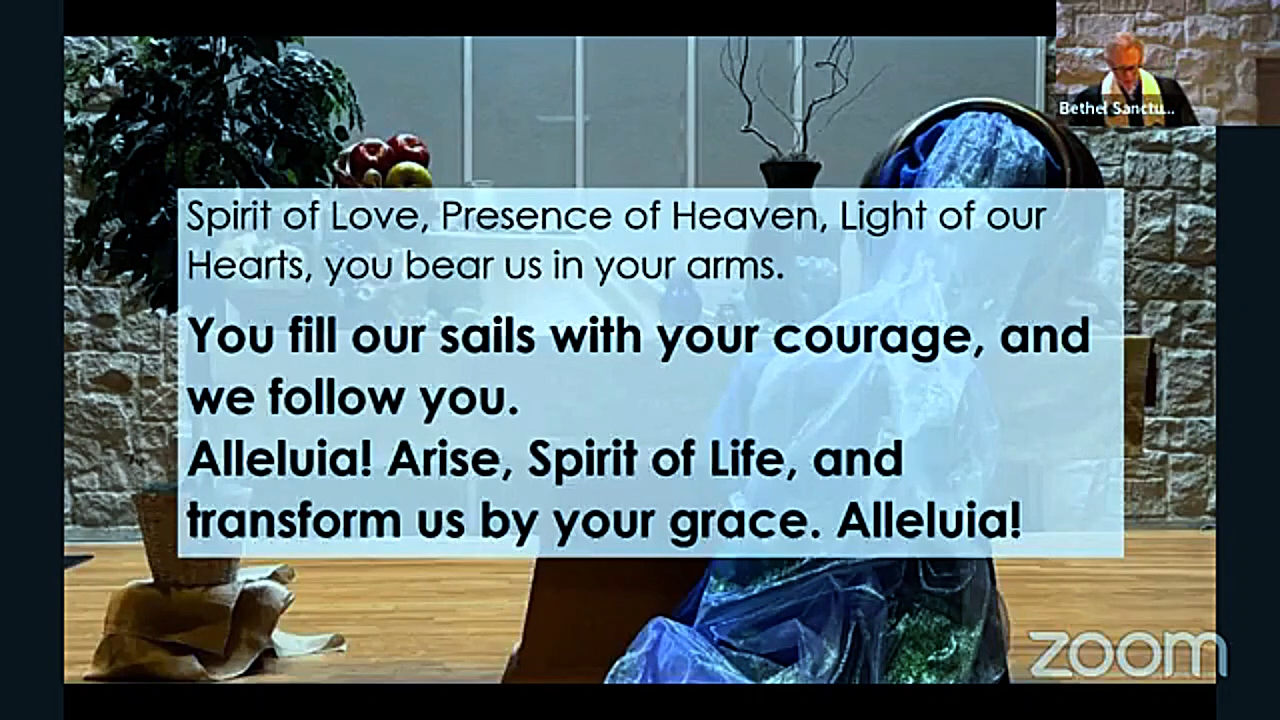 Bethel Sanctu...
Spirit of Love, Presence of Heaven, Light of our
Hearts, you bear us in your arms.
You fill our sails with your courage, and
we follow you.
Alleluia! Arise, Spirit of Life, and
transform us by your grace. Alleluia!
zoom